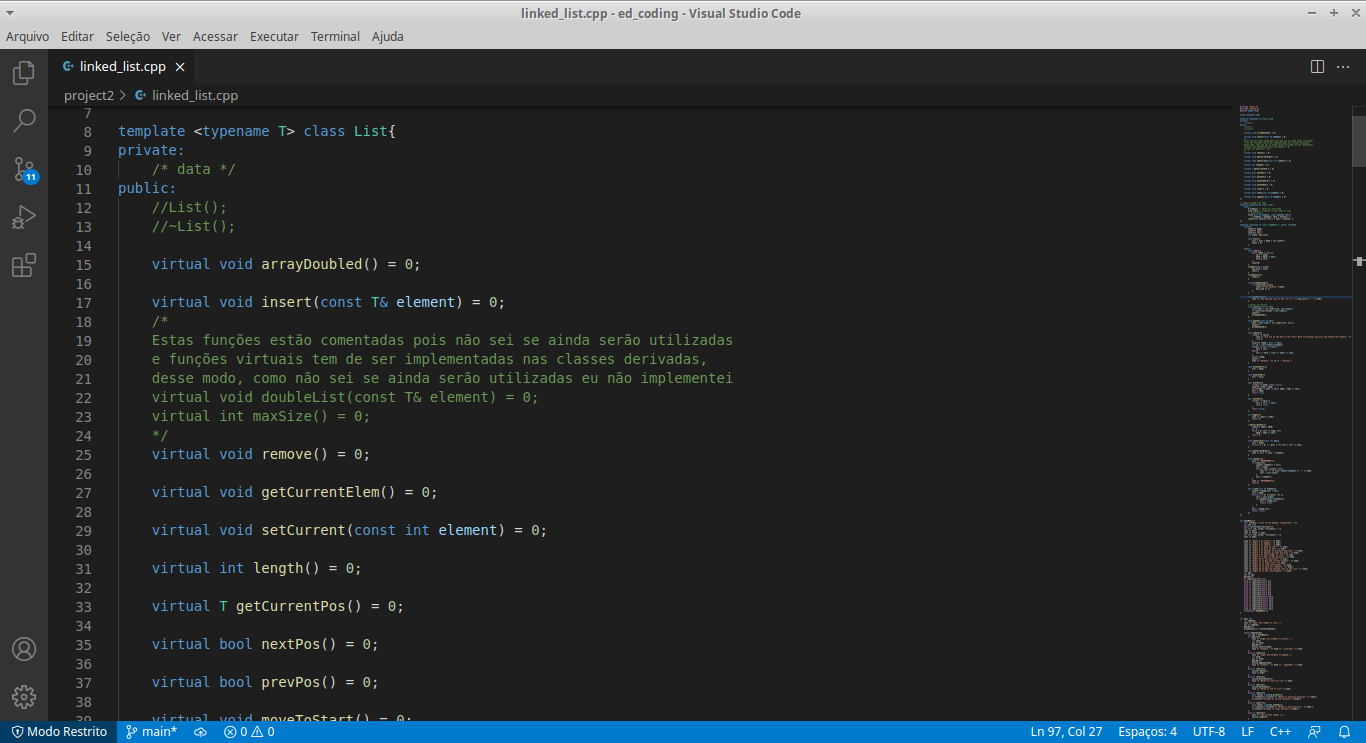 linked_list.cpp - ed_coding - Visual Studio Code
Arquivo Editar Seleção Ver Acessar Executar Terminal Ajuda
linked_list.cpp
project2 > linked_list.cpp
7
8 template <typename T> class List{
9 private:
10 /* data */
11 public:
12 //List();
13 //~List();
14
15 virtual void arrayDoubled() = 0;
16
17 virtual void insert(const T& element) = 0;
18 /*
19 Estas funções estão comentadas pois não sei se ainda serão utilizadas
20 e funções virtuais tem de ser implementadas nas classes derivadas,
21 desse modo, como não sei se ainda serão utilizadas eu não implementei
22 virtual void doubleList(const T& element) = 0;
23 virtual int maxSize() = 0;
24 */
25 virtual void remove() = 0;
26
27 virtual void getCurrentElem() = 0;
28
29 virtual void setCurrent(const int element) = 0;
30
31 virtual int length() = 0;
32
33 virtual T getCurrentPos() = 0;
34
35 virtual bool nextPos() = 0;
36
37 virtual bool prevPos() = 0;
38
39 virtual void moveToStart() = 0;
11
Modo Restrito main* 0 0 Ln 97, Col 27 Espaços: 4 UTF-8 LF C++